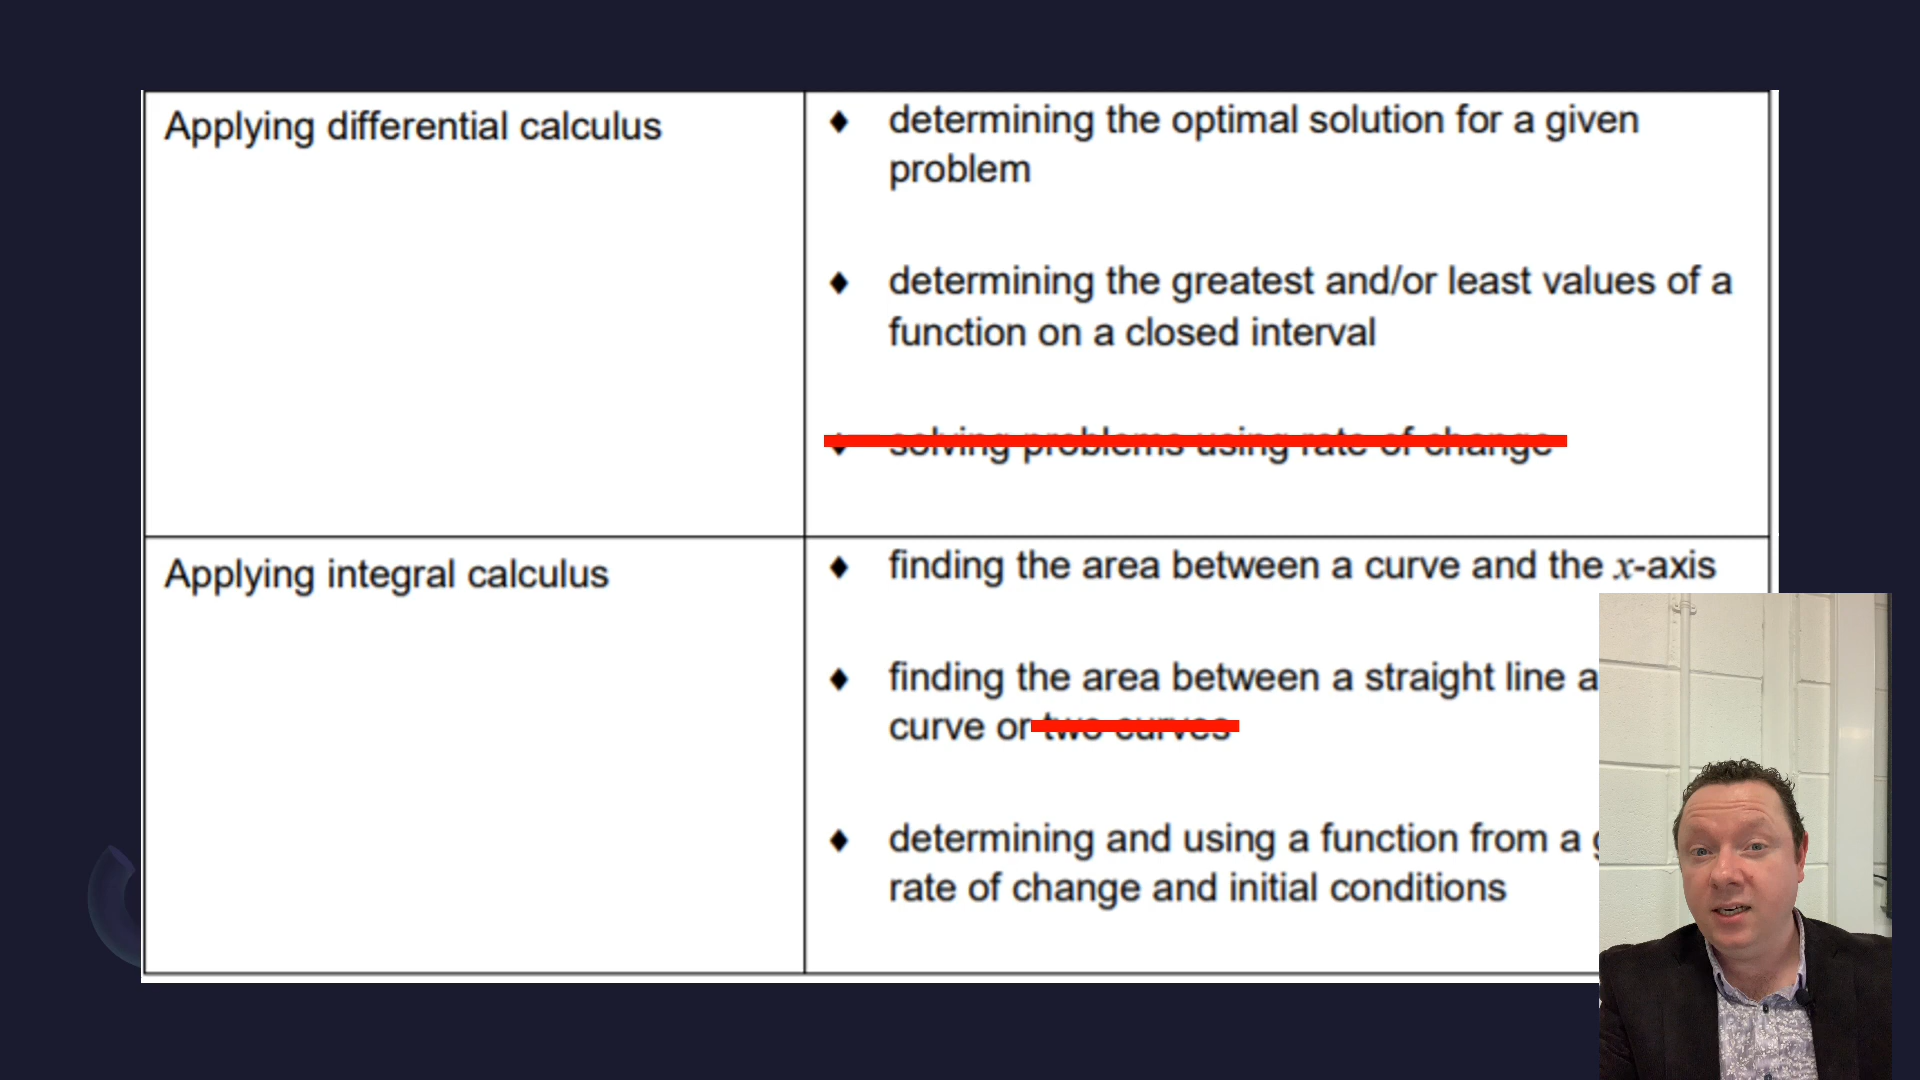 Applying differential calculus
♦ determining the optimal solution for a given
problem
♦ determining the greatest and/or least values of a
function on a closed interval
♦ solving problems using rate of change
Applying integral calculus
♦ finding the area between a curve and the x-axis
♦ finding the area between a straight line a
curve or two curves
♦ determining and using a function from a
rate of change and initial conditions